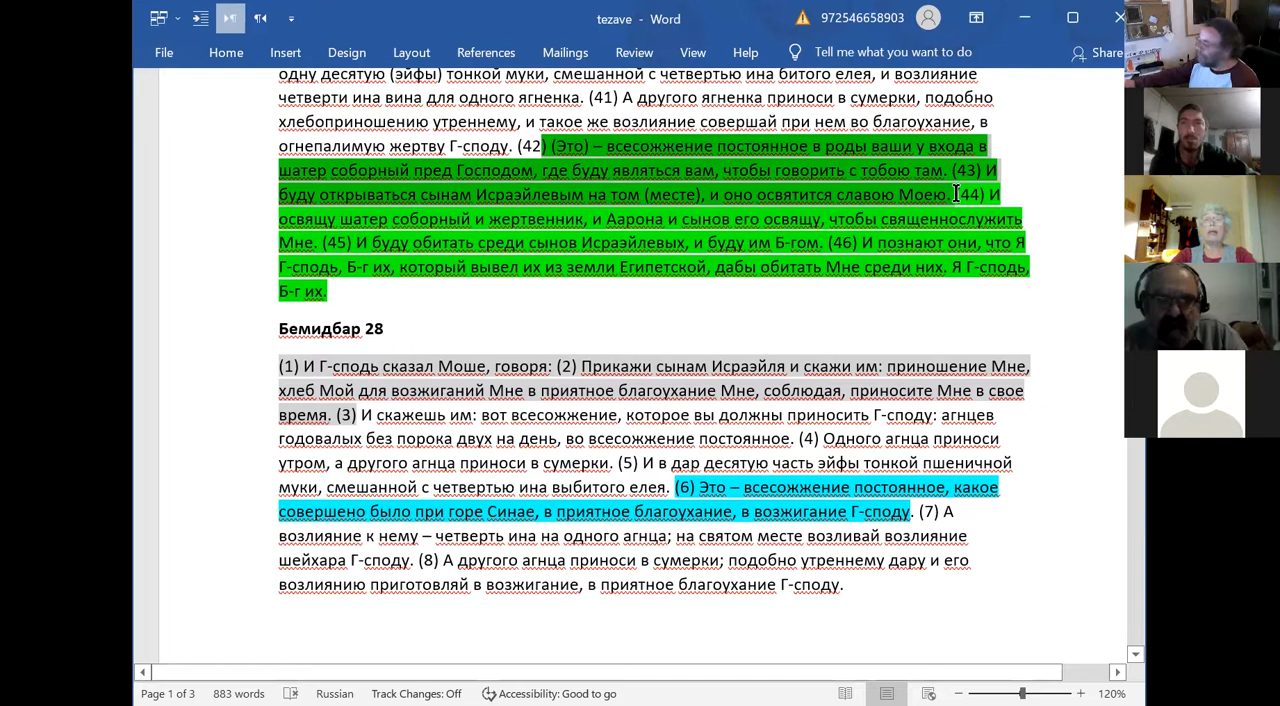 tezave - Word
972546658903
File Home Insert Design Layout References Mailings Review View Help Tell me what you want to do Share
одну десятую (эйфы) тонкой муки, смешанной с четвертью ина битого елея, и возлияние
четверти ина вина для одного ягненка. (41) А другого ягненка приноси в сумерки, подобно
хлебоприношению утреннему, и такое же возлияние совершай при нем во благоухание, в
огнепалимую жертву Г-споду. (42) (Это) – всесожжение постоянное в роды ваши у входа в
шатер соборный пред Господом, где буду являться вам, чтобы говорить с тобою там. (43) И
буду открываться сынам Исраэйлевым на том (месте), и оно освятится славою Моею. (44) И
освящу шатер соборный и жертвенник, и Аарона и сынов его освящу, чтобы священнослужить
Мне. (45) И буду обитать среди сынов Исраэйлевых, и буду им Б-гом. (46) И познают они, что Я
Г-сподь, Б-г их, который вывел их из земли Египетской, дабы обитать Мне среди них. Я Г-сподь,
Б-г их.
Бемидбар 28
(1) И Г-сподь сказал Моше, говоря: (2) Прикажи сынам Исраэйля и скажи им: приношение Мне,
хлеб Мой для возжиганий Мне в приятное благоухание Мне, соблюдая, приносите Мне в свое
время. (3) И скажешь им: вот всесожжение, которое вы должны приносить Г-споду: агнцев
годовалых без порока двух на день, во всесожжение постоянное. (4) Одного агнца приноси
утром, а другого агнца приноси в сумерки. (5) И в дар десятую часть эйфы тонкой пшеничной
муки, смешанной с четвертью ина выбитого елея. (6) Это – всесожжение постоянное, какое
совершено было при горе Синае, в приятное благоухание, в возжигание Г-споду. (7) А
возлияние к нему – четверть ина на одного агнца; на святом месте возливай возлияние
шейхара Г-споду. (8) А другого агнца приноси в сумерки; подобно утреннему дару и его
возлиянию приготовляй в возжигание, в приятное благоухание Г-споду.
Page 1 of 3 883 words Russian Track Changes: Off Accessibility: Good to go 120%